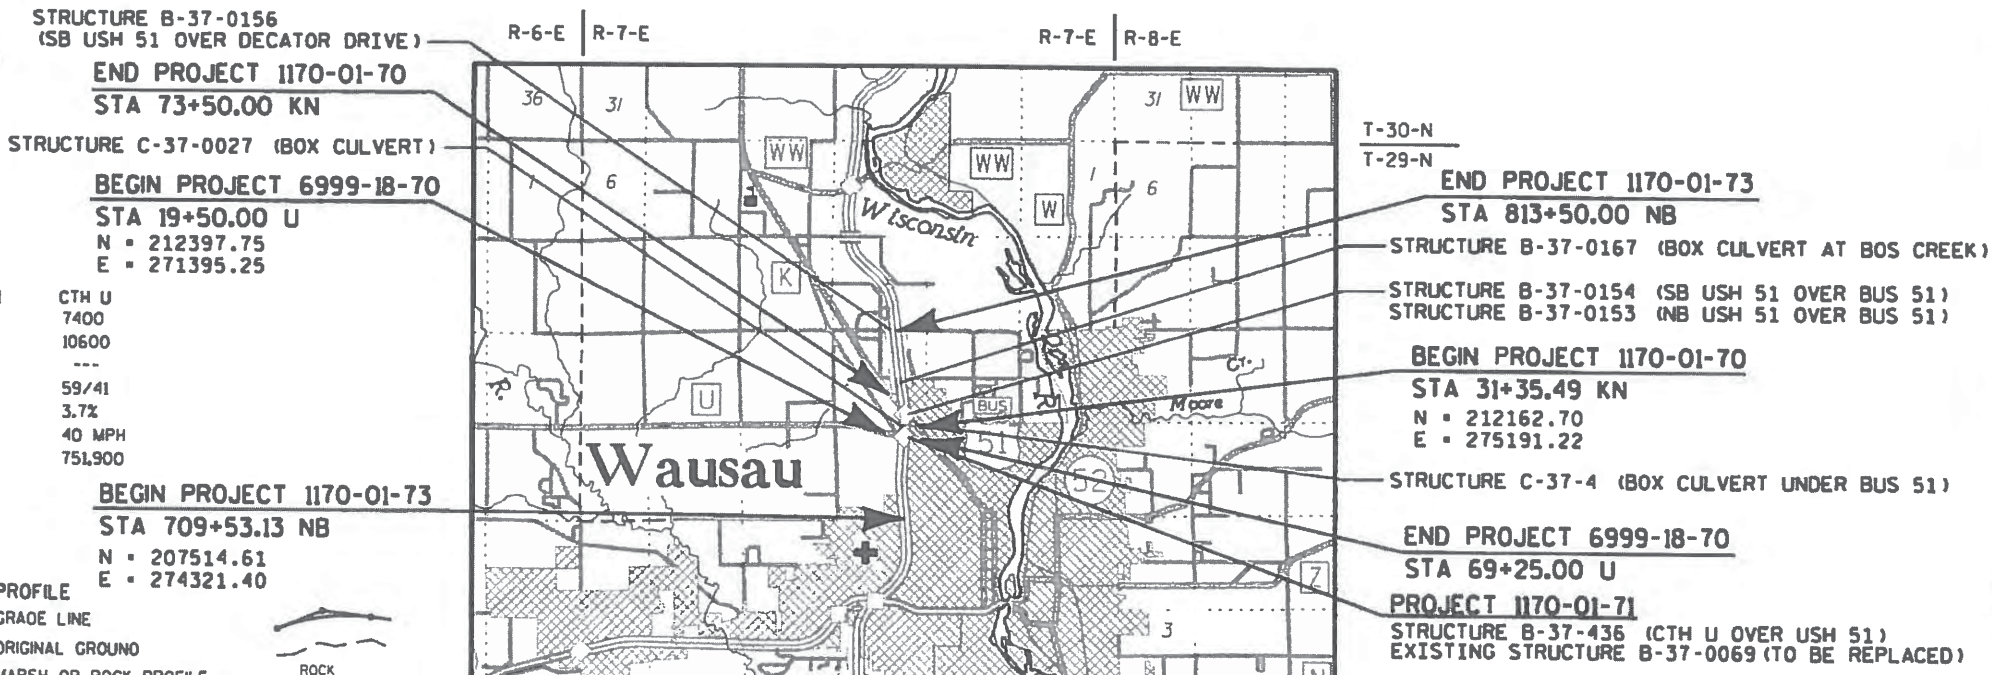 STRUCTURE B-37-0156
(SB USH 51 OVER DECATOR DRIVE)
END PROJECT 1170-01-70
STA 73+50.00 KN
STRUCTURE C-37-0027 (BOX CULVERT)
BEGIN PROJECT 6999-18-70
STA 19+50.00 U
N = 212397.75
E = 271395.25
CTH U
7400
10600
---
59/41
3.7%
40 MPH
751,900
BEGIN PROJECT 1170-01-73
STA 709+53.13 NB
N = 207514.61
E = 274321.40
PROFILE
GRADE LINE
ORIGINAL GROUND
MARSH OR ROCK PROFILE
ROCK
R-6-E R-7-E
R-7-E R-8-E
36
31
31
WW
WW
WW
1
6
1
6
W
Wisconsin
K
U
R.
BUS
51
R
Cr.
Moore
Wausau
52
Z
3
N
T-30-N
T-29-N
END PROJECT 1170-01-73
STA 813+50.00 NB
STRUCTURE B-37-0167 (BOX CULVERT AT BOS CREEK)
STRUCTURE B-37-0154 (SB USH 51 OVER BUS 51)
STRUCTURE B-37-0153 (NB USH 51 OVER BUS 51)
BEGIN PROJECT 1170-01-70
STA 31+35.49 KN
N = 212162.70
E = 275191.22
STRUCTURE C-37-4 (BOX CULVERT UNDER BUS 51)
END PROJECT 6999-18-70
STA 69+25.00 U
PROJECT 1170-01-71
STRUCTURE B-37-436 (CTH U OVER USH 51)
EXISTING STRUCTURE B-37-0069 (TO BE REPLACED)